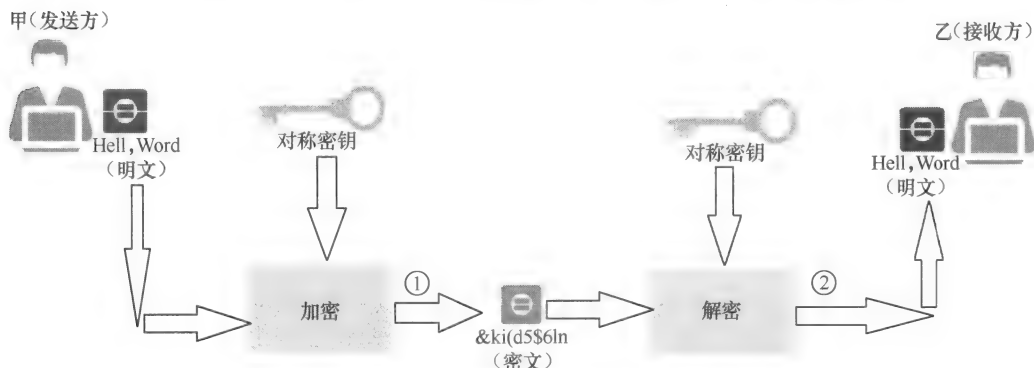 甲(发送方)
乙(接收方)
Hell,Word
(明文)
对称密钥
对称密钥
Hell,Word
(明文)
加密
①
&ki(d5$6ln
(密文)
解密
②